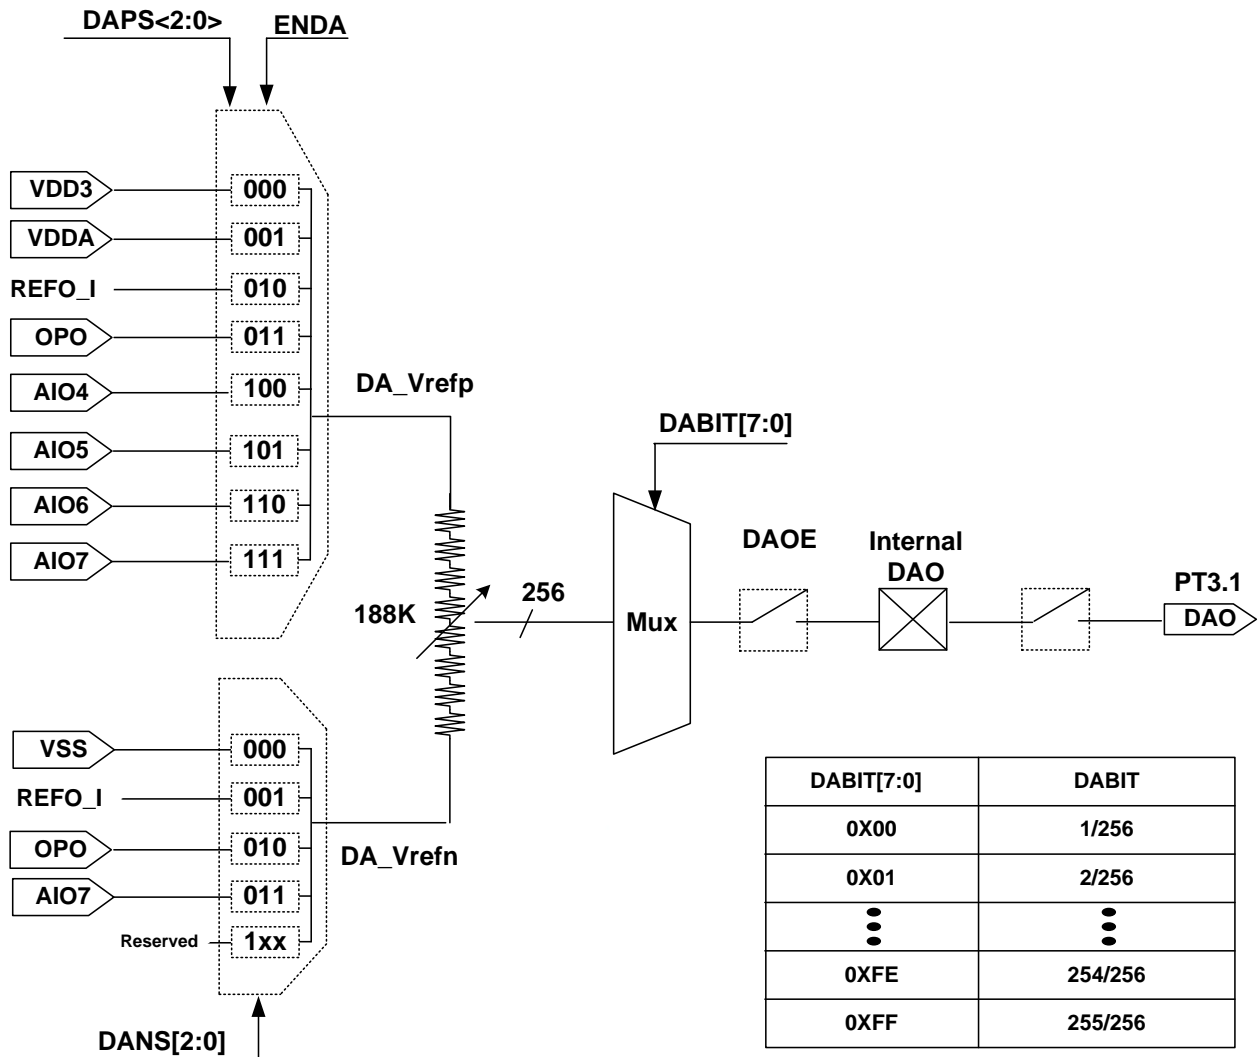 DAPS<2:0>
ENDA
VDD3
000
VDDA
001
REFO_I
010
OPO
011
AIO4
100
AIO5
101
AIO6
110
AIO7
111
DA_Vrefp
188K
256
DABIT[7:0]
Mux
DAOE
Internal
DAO
PT3.1
DAO
VSS
000
REFO_I
001
OPO
010
AIO7
011
Reserved
1xx
DA_Vrefn
DANS[2:0]
DABIT[7:0] DABIT
0X00 1/256
0X01 2/256
0XFE 254/256
0XFF 255/256